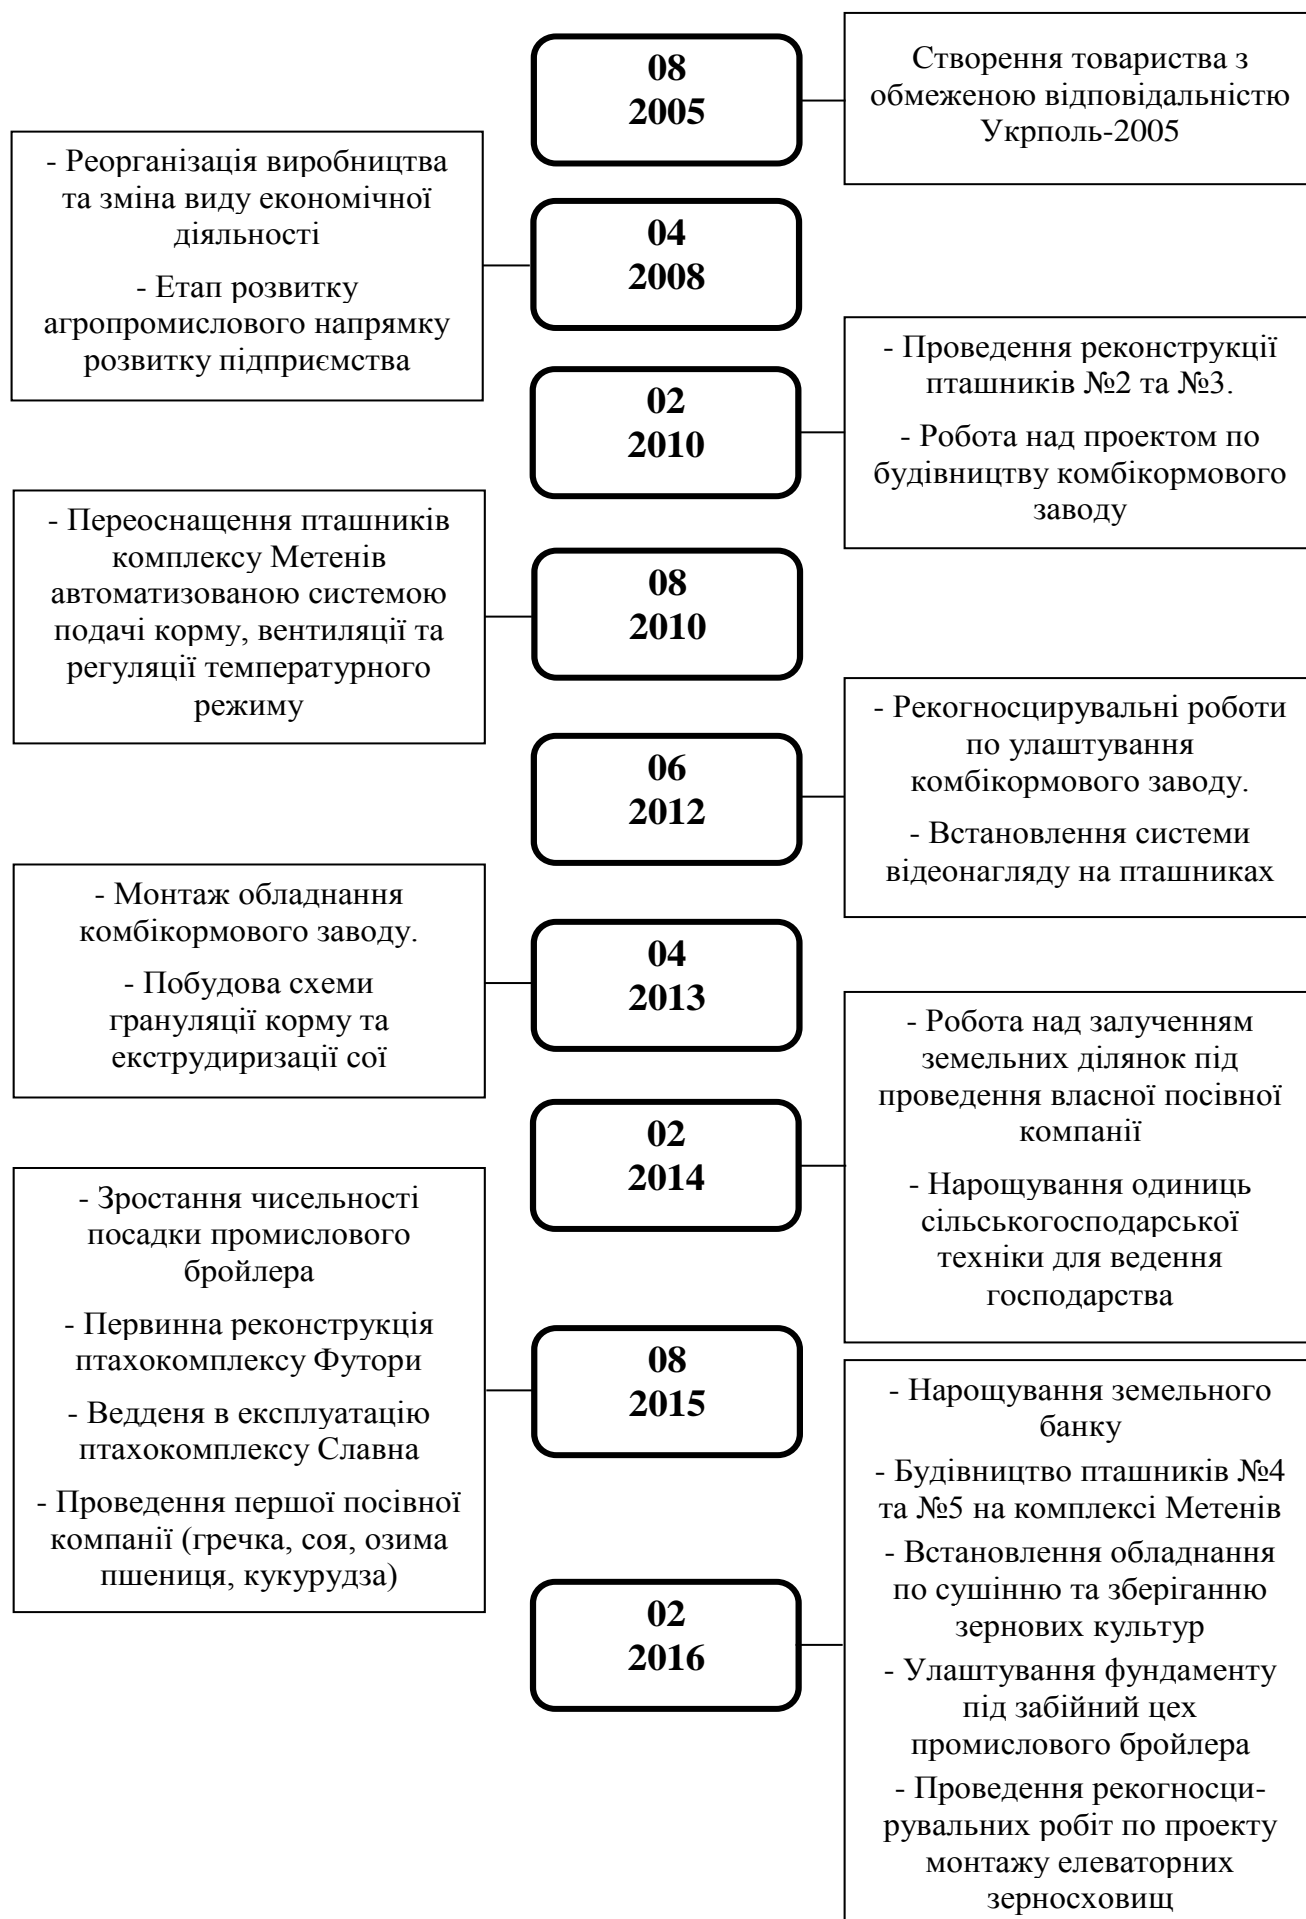 08
2005
Створення товариства з
обмеженою відповідальністю
Укрполь-2005
- Реорганізація виробництва
та зміна виду економічної
діяльності
- Етап розвитку
агропромислового напрямку
розвитку підприємства
04
2008
02
2010
- Проведення реконструкції
пташників №2 та №3.
- Робота над проектом по
будівництву комбікормового
заводу
- Переоснащення пташників
комплексу Метенів
автоматизованою системою
подачі корму, вентиляції та
регуляції температурного
режиму
08
2010
06
2012
- Рекогносцирувальні роботи
по улаштування
комбікормового заводу.
- Встановлення системи
відеонагляду на пташниках
- Монтаж обладнання
комбікормового заводу.
- Побудова схеми
грануляції корму та
екструдиризації сої
04
2013
02
2014
- Робота над залученням
земельних ділянок під
проведення власної посівної
компанії
- Нарощування одиниць
сільськогосподарської
техніки для ведення
господарства
- Зростання чисельності
посадки промислового
бройлера
- Первинна реконструкція
птахокомплексу Футори
- Ведденя в експлуатацію
птахокомплексу Славна
- Проведення першої посівної
компанії (гречка, соя, озима
пшениця, кукурудза)
08
2015
02
2016
- Нарощування земельного
банку
- Будівництво пташників №4
та №5 на комплексі Метенів
- Встановлення обладнання
по сушінню та зберіганню
зернових культур
- Улаштування фундаменту
під забійний цех
промислового бройлера
- Проведення рекогносци-
рувальних робіт по проекту
монтажу елеваторних
зерносховищ